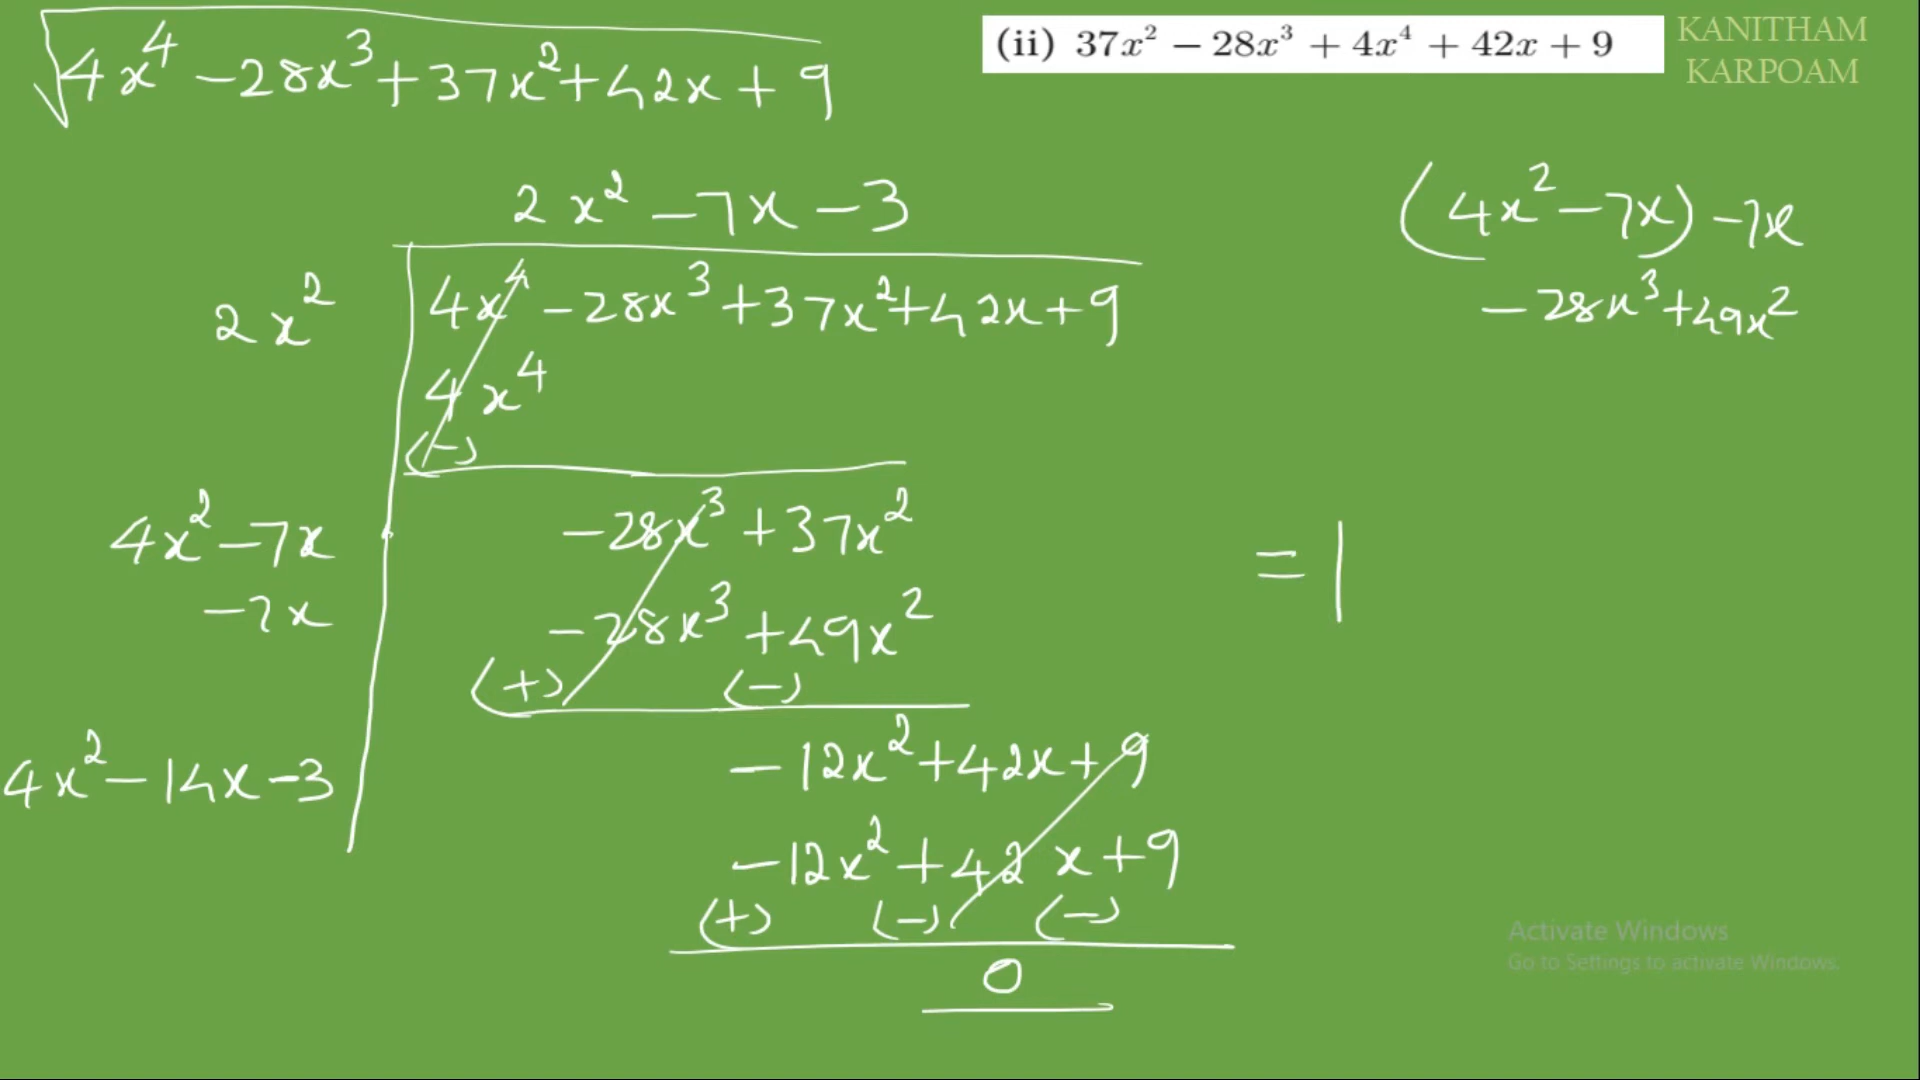 √4x⁴ - 28x³ + 37x² + 42x + 9
(ii) 37x² − 28x³ + 4x⁴ + 42x + 9
KANITHAM
KARPOAM
2x² - 7x - 3
2x² | 4x⁴ - 28x³ + 37x² + 42x + 9
4x⁴
(-)
4x² - 7x | -28x³ + 37x²
-7x | -28x³ + 49x²
(+) (-)
4x² - 14x - 3 | -12x² + 42x + 9
-12x² + 42x + 9
(+) (-) (-)
0
(4x² - 7x) - 7x
-28x³ + 49x²
= |
Activate Windows
Go to Settings to activate Windows.